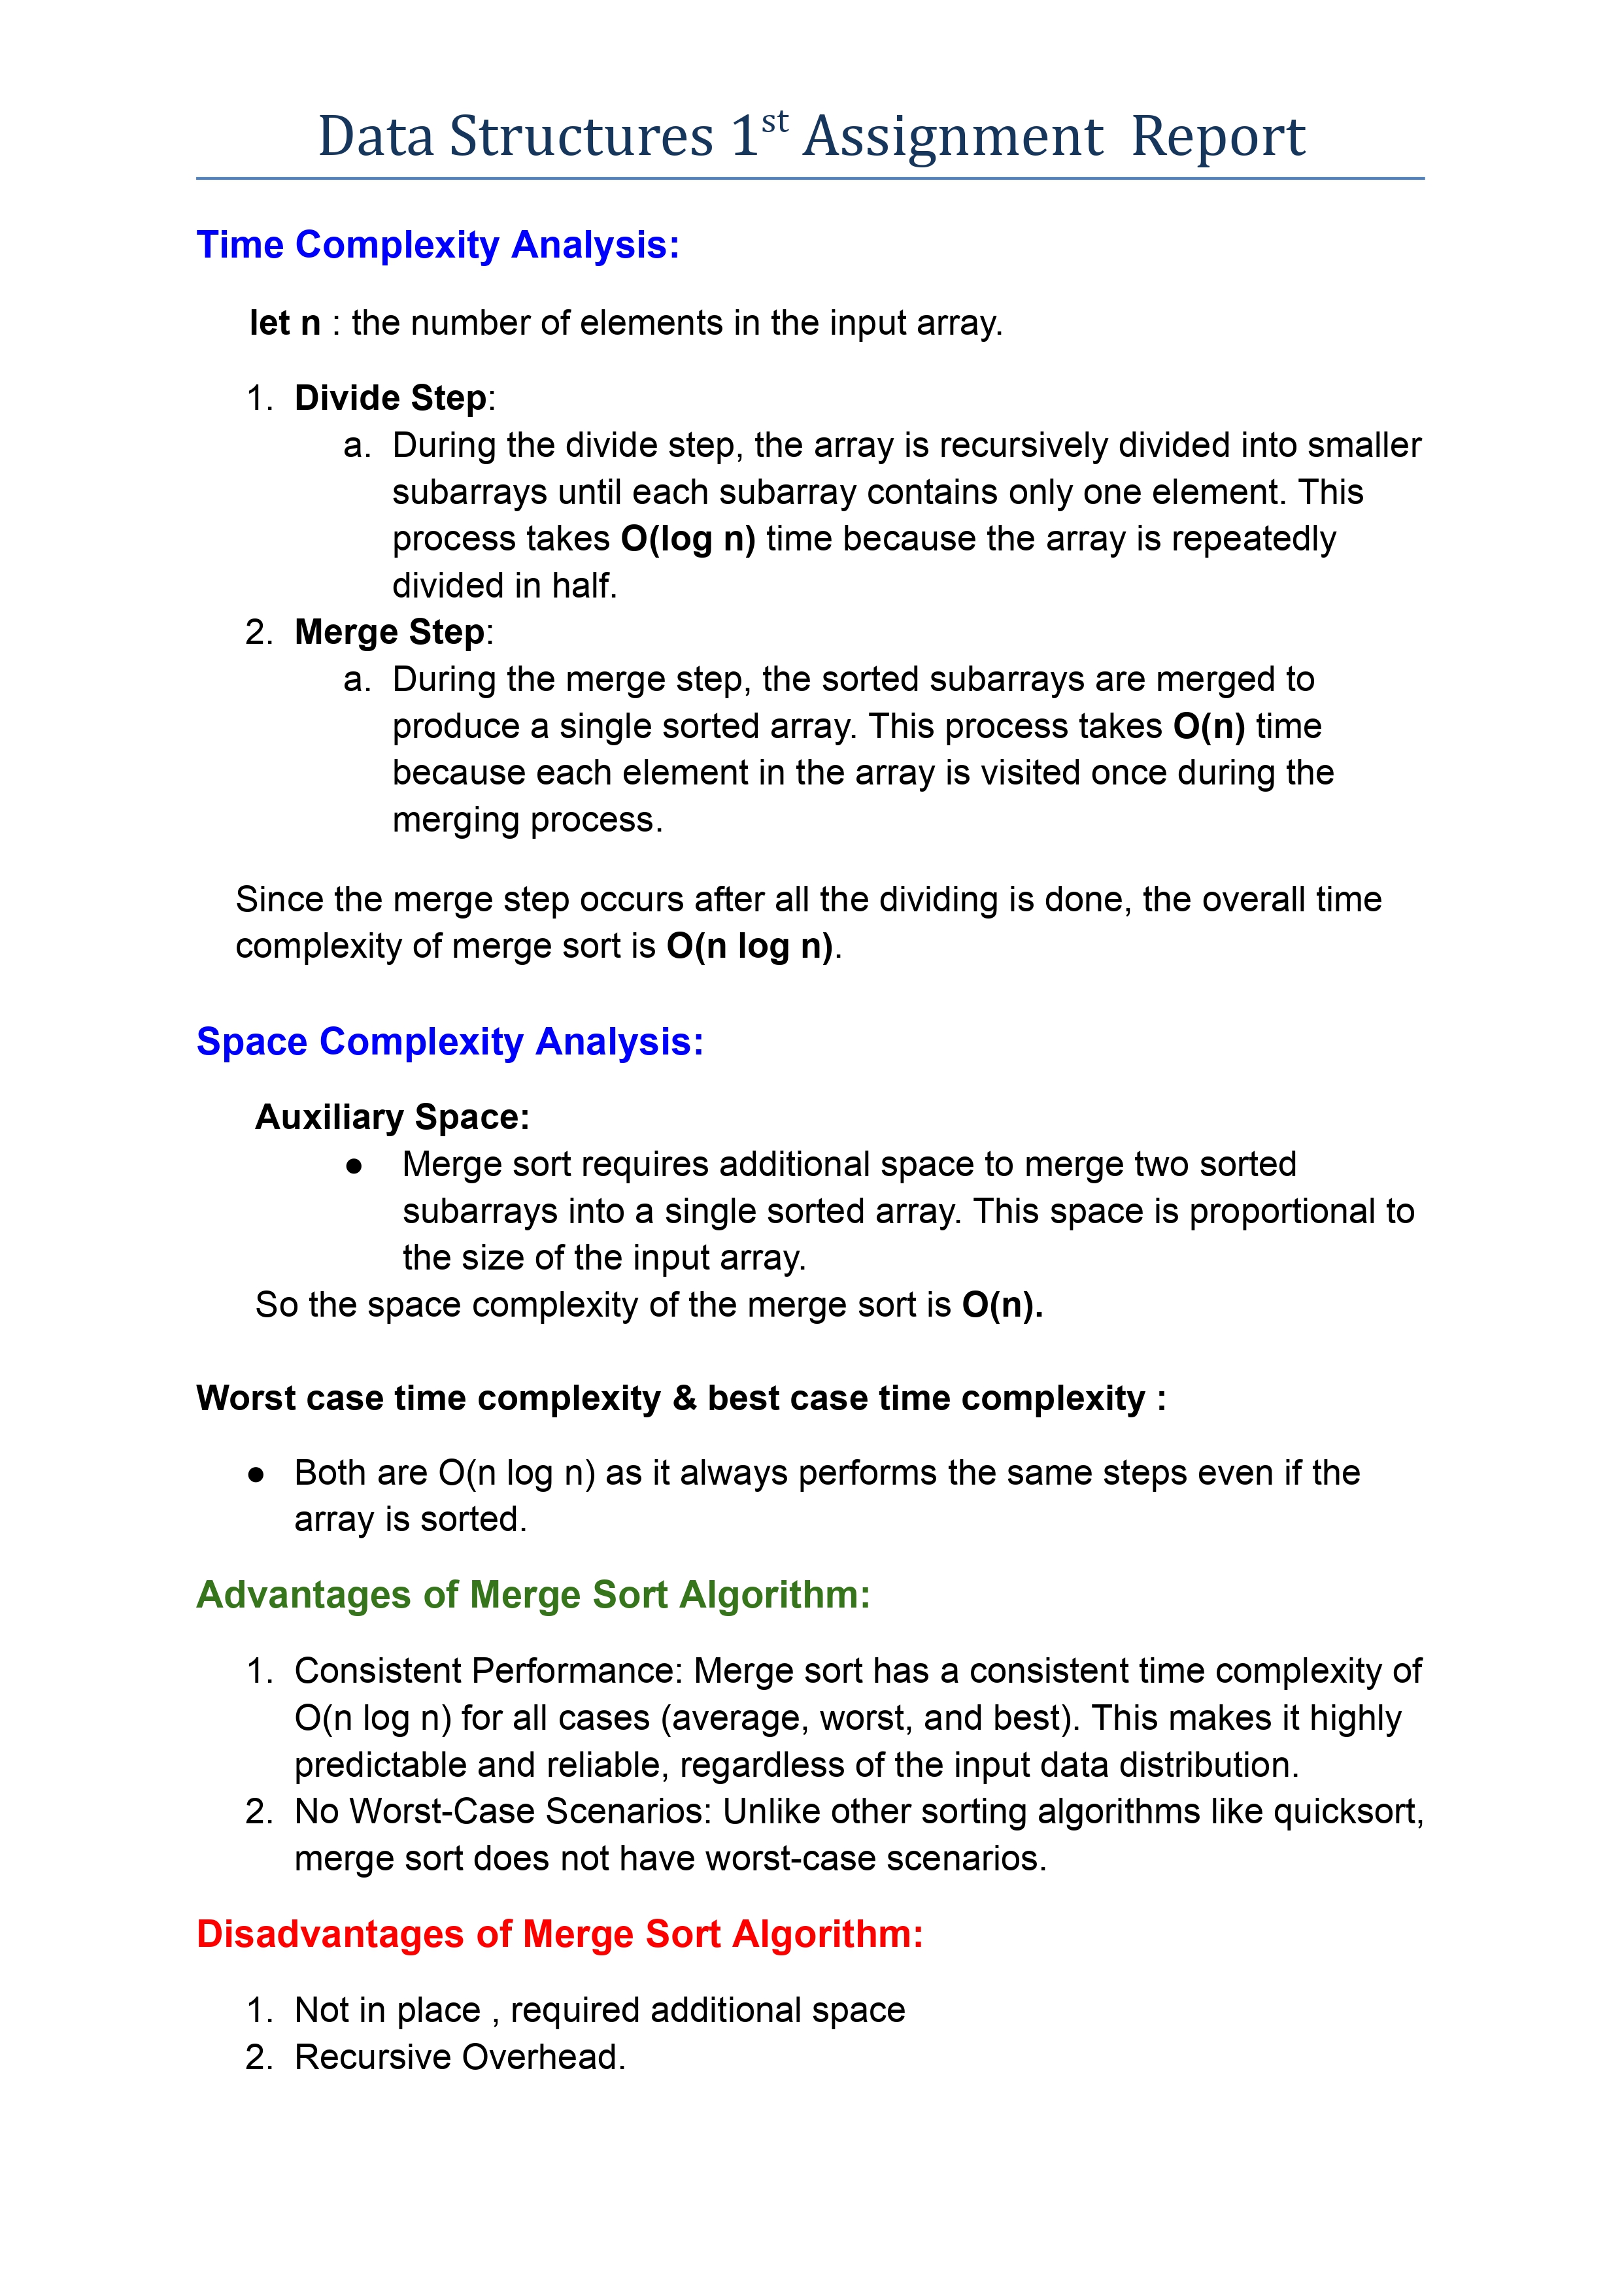 Data Structures 1st Assignment  Report
Time Complexity Analysis:
let n : the number of elements in the input array.
1. Divide Step:
a. During the divide step, the array is recursively divided into smaller
subarrays until each subarray contains only one element. This
process takes O(log n) time because the array is repeatedly
divided in half.
2. Merge Step:
a. During the merge step, the sorted subarrays are merged to
produce a single sorted array. This process takes O(n) time
because each element in the array is visited once during the
merging process.
Since the merge step occurs after all the dividing is done, the overall time
complexity of merge sort is O(n log n).
Space Complexity Analysis:
Auxiliary Space:
● Merge sort requires additional space to merge two sorted
subarrays into a single sorted array. This space is proportional to
the size of the input array.
So the space complexity of the merge sort is O(n).
Worst case time complexity & best case time complexity :
● Both are O(n log n) as it always performs the same steps even if the
array is sorted.
Advantages of Merge Sort Algorithm:
1. Consistent Performance: Merge sort has a consistent time complexity of
O(n log n) for all cases (average, worst, and best). This makes it highly
predictable and reliable, regardless of the input data distribution.
2. No Worst-Case Scenarios: Unlike other sorting algorithms like quicksort,
merge sort does not have worst-case scenarios.
Disadvantages of Merge Sort Algorithm:
1. Not in place , required additional space
2. Recursive Overhead.